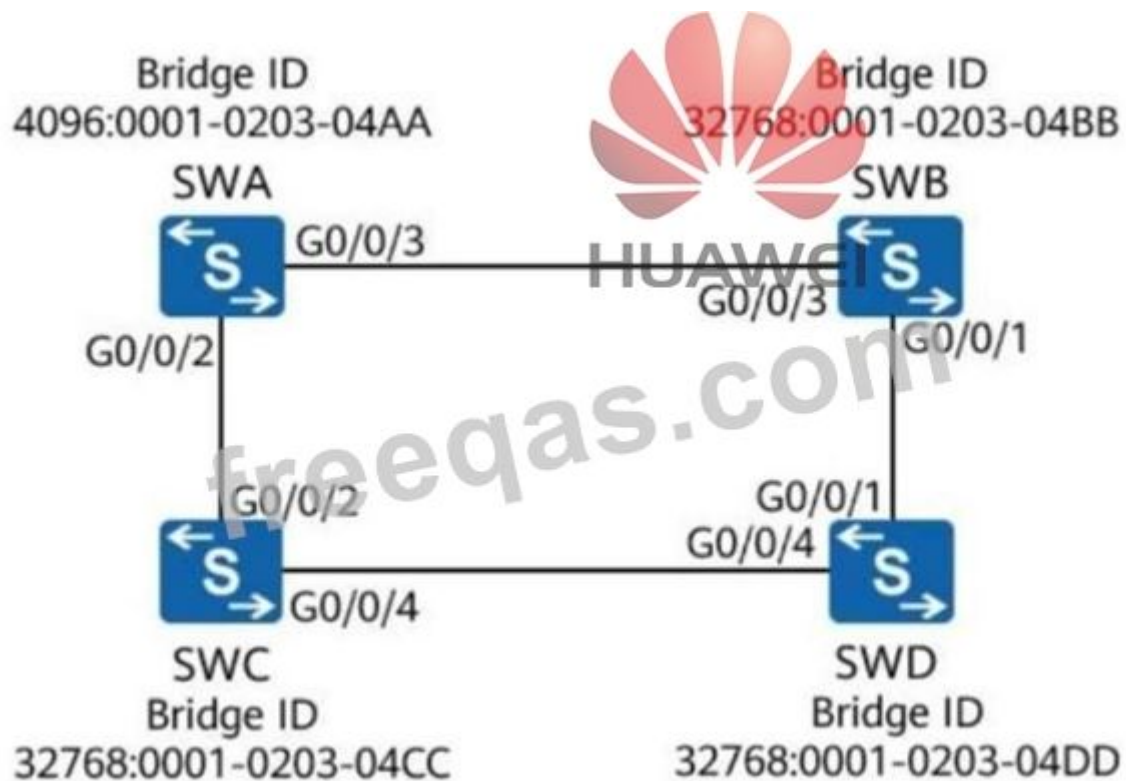 Bridge ID
4096:0001-0203-04AA
SWA
Bridge ID
32768:0001-0203-04BB
SWB
S
G0/0/3
HUAWEI
G0/0/3
S
G0/0/2
G0/0/1
freeqas.com
G0/0/2
G0/0/1
G0/0/4
S
G0/0/4
S
SWC
Bridge ID
32768:0001-0203-04CC
SWD
Bridge ID
32768:0001-0203-04DD